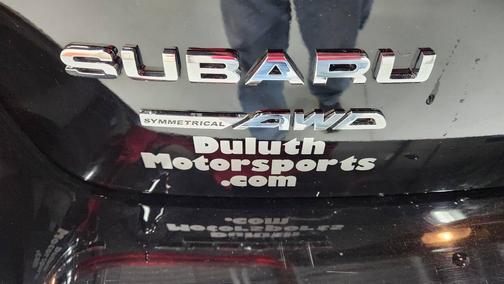 SUBARU
SYMMETRICAL AWD
Duluth
Motorsports
.com